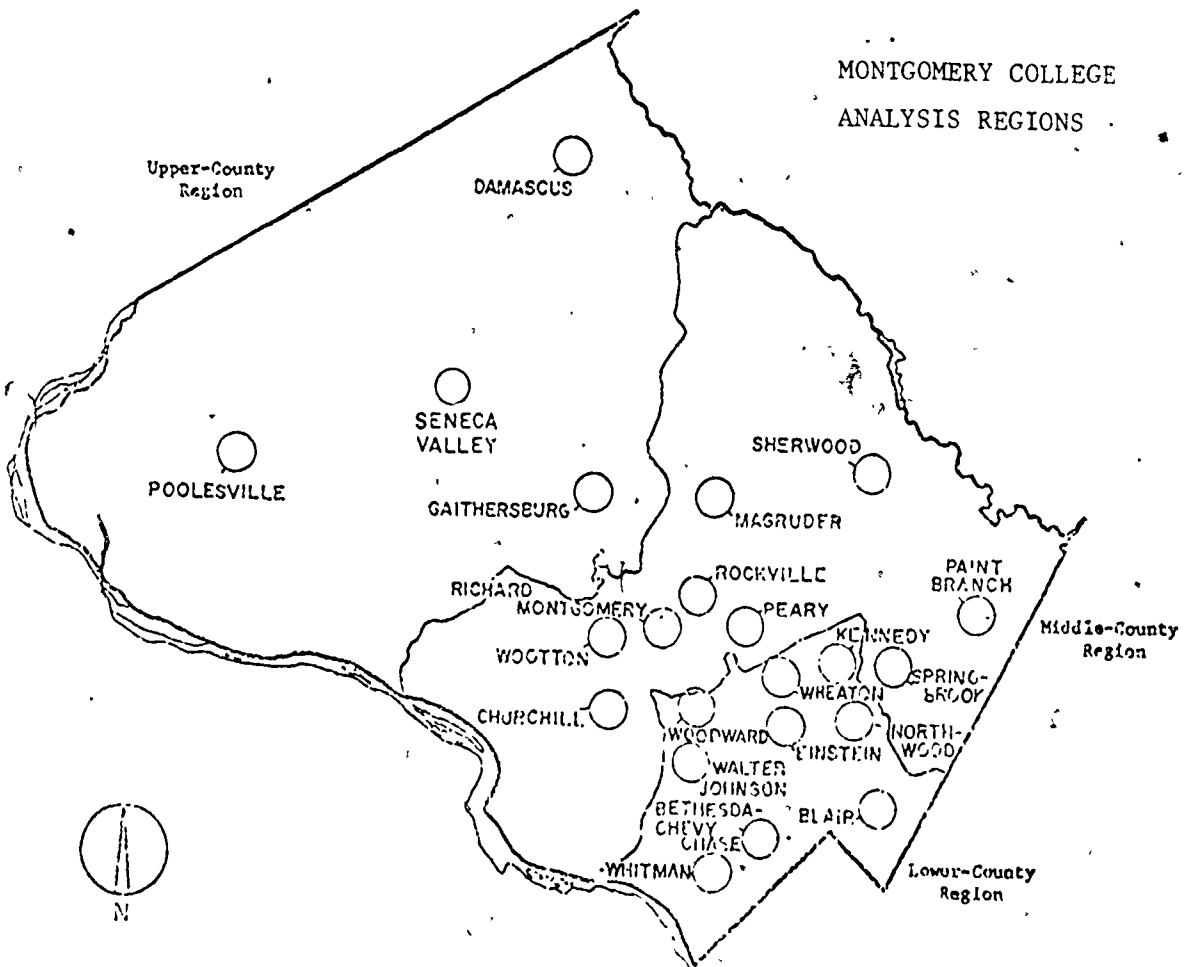 MONTGOMERY COLLEGE
ANALYSIS REGIONS
Upper-County
Region
DAMASCUS
SENECA
VALLEY
POOLESVILLE
GAITHERSBURG
SHERWOOD
MAGRUDER
RICHARD
MONTGOMERY
ROCKVILLE
PEARY
PAINT
BRANCH
WOOTTON
KENNEDY
Middle-County
Region
WHEATON
SPRING-
BROOK
CHURCHILL
WOODWARD
EINSTEIN
NORTH-
WOOD
WALTER
JOHNSON
BETHESDA-
CHEVY
CHASE
BLAIR
WHITMAN
Lower-County
Region
N